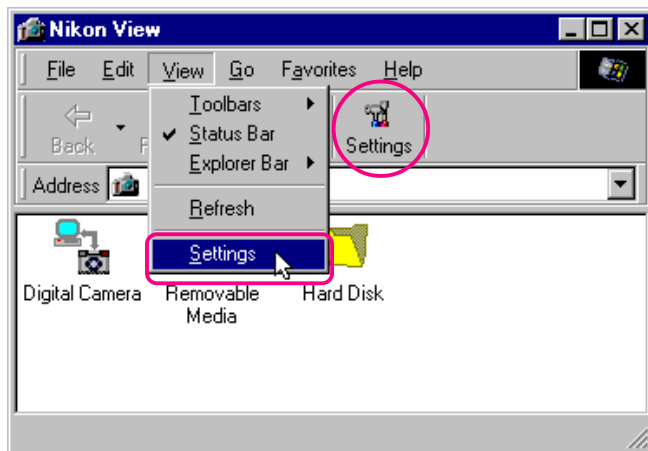 Nikon View
File Edit View Go Favorites Help
Back
Toolbars
Status Bar
Explorer Bar
Refresh
Settings
Settings
Address
Digital Camera
Removable
Media
Hard Disk